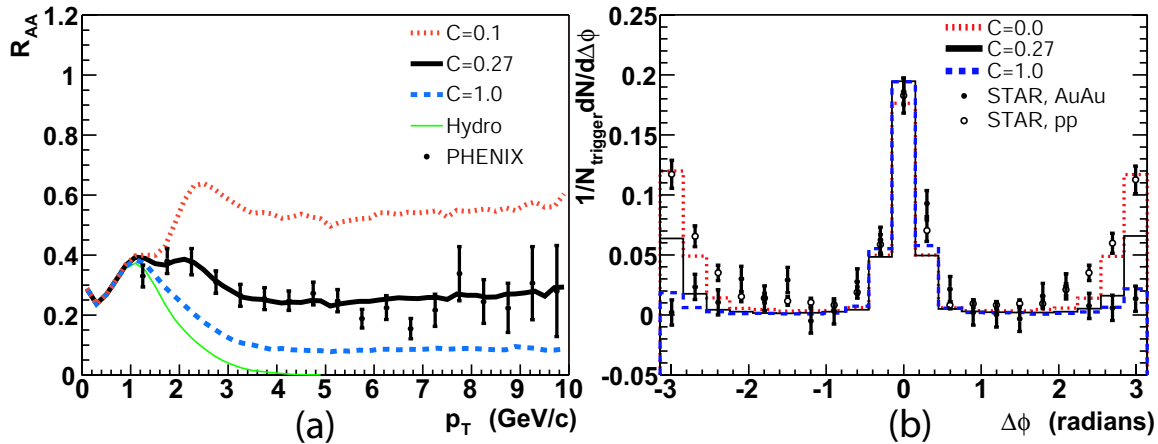 R_AA
1.2
1
0.8
0.6
0.4
0.2
0
C=0.1
C=0.27
C=1.0
Hydro
PHENIX
0 1 2 3 4 5 6 7 8 9 10
p_T (GeV/c)
(a)
1/N_trigger dN/dΔϕ
0.25
0.2
0.15
0.1
0.05
0
-0.05
C=0.0
C=0.27
C=1.0
STAR, AuAu
STAR, pp
-3 -2 -1 0 1 2 3
Δϕ (radians)
(b)